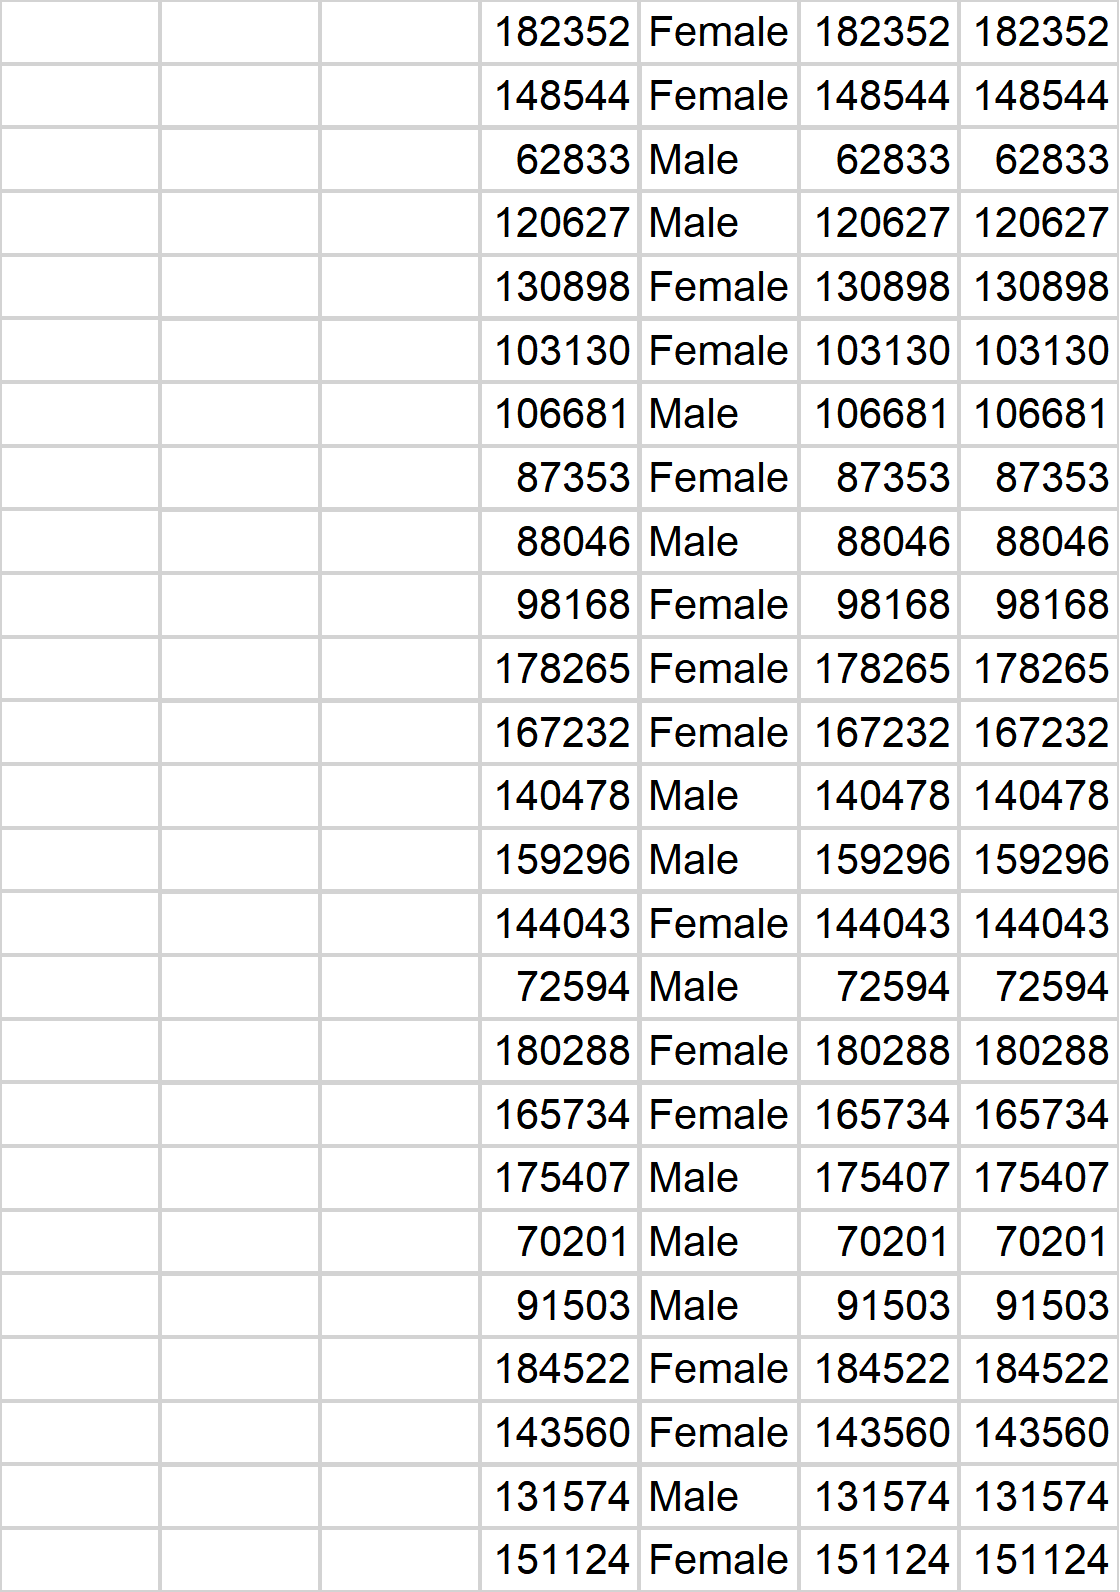 182352 Female 182352 182352
148544 Female 148544 148544
62833 Male 62833 62833
120627 Male 120627 120627
130898 Female 130898 130898
103130 Female 103130 103130
106681 Male 106681 106681
87353 Female 87353 87353
88046 Male 88046 88046
98168 Female 98168 98168
178265 Female 178265 178265
167232 Female 167232 167232
140478 Male 140478 140478
159296 Male 159296 159296
144043 Female 144043 144043
72594 Male 72594 72594
180288 Female 180288 180288
165734 Female 165734 165734
175407 Male 175407 175407
70201 Male 70201 70201
91503 Male 91503 91503
184522 Female 184522 184522
143560 Female 143560 143560
131574 Male 131574 131574
151124 Female 151124 151124